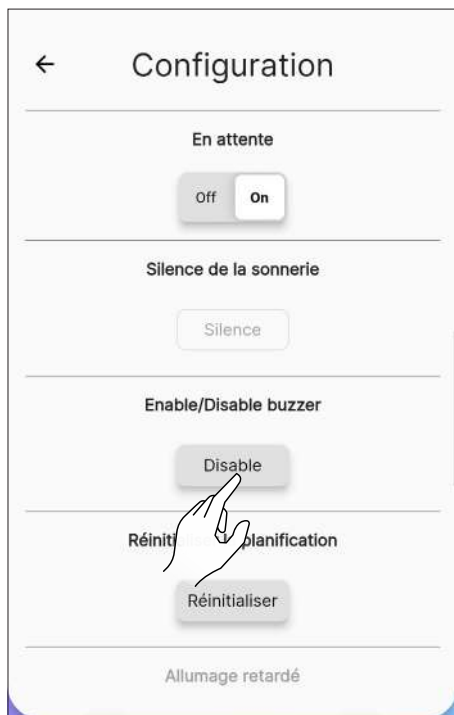 Configuration
En attente
Off On
Silence de la sonnerie
Silence
Enable/Disable buzzer
Disable
planification
Réinitialiser
Allumage retardé